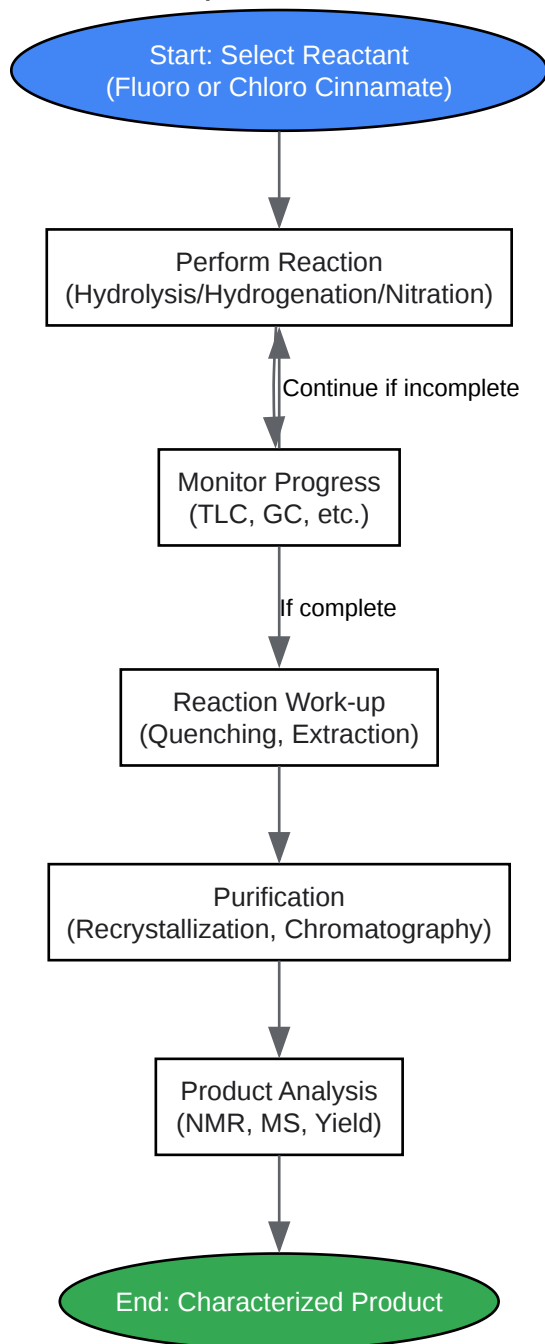 Start: Select Reactant
(Fluoro or Chloro Cinnamate)
Perform Reaction
(Hydrolysis/Hydrogenation/Nitration)
Continue if incomplete
Monitor Progress
(TLC, GC, etc.)
If complete
Reaction Work-up
(Quenching, Extraction)
Purification
(Recrystallization, Chromatography)
Product Analysis
(NMR, MS, Yield)
End: Characterized Product